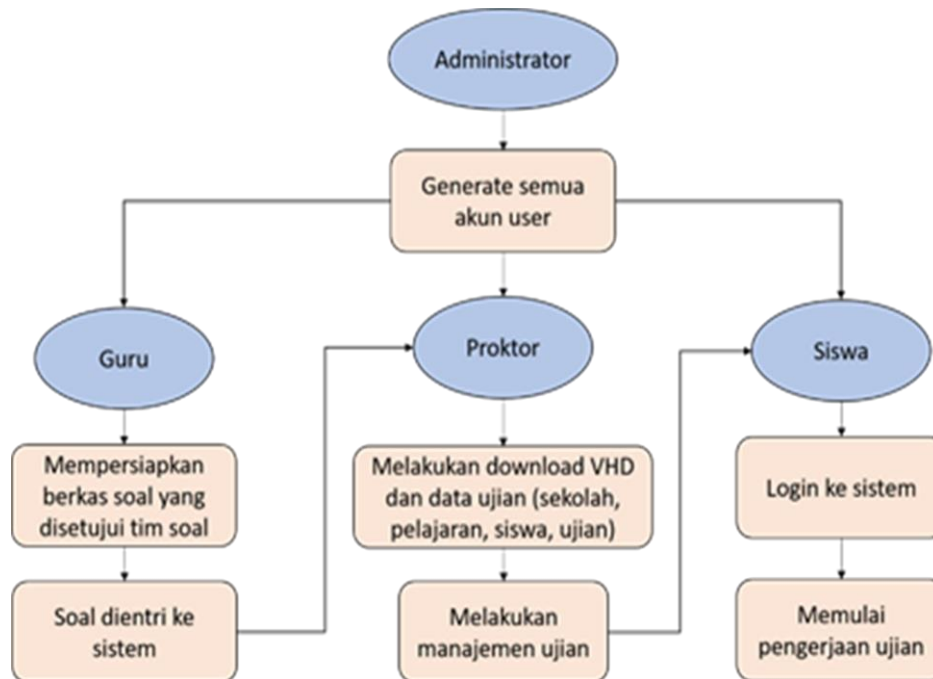 Administrator
Generate semua
akun user
Guru
Proktor
Siswa
Mempersiapkan
berkas soal yang
disetujui tim soal
Melakukan download VHD
dan data ujian (sekolah,
pelajaran, siswa, ujian)
Login ke sistem
Soal dientri ke
sistem
Melakukan
manajemen ujian
Memulai
pengerjaan ujian